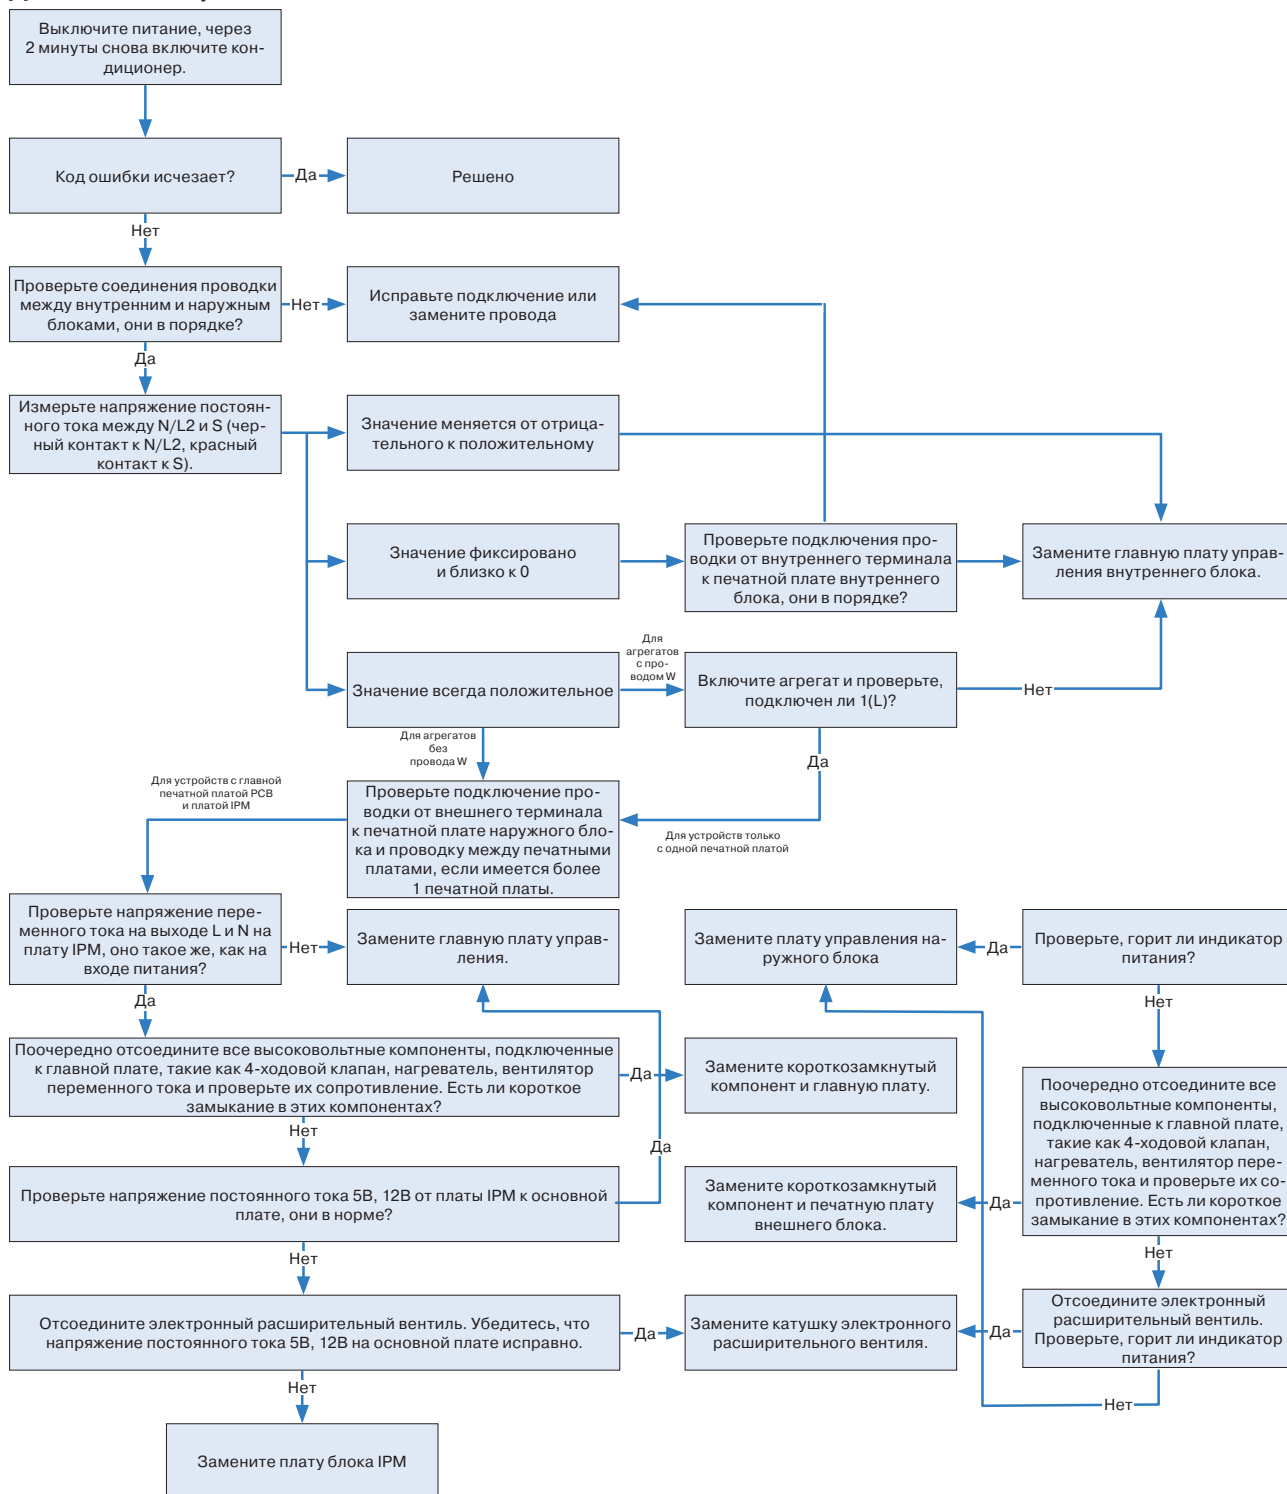 Выключите питание, через
2 минуты снова включите кон-
диционер.
Код ошибки исчезает?
Да
Решено
Нет
Проверьте соединения проводки
между внутренним и наружным
блоками, они в порядке?
Нет
Исправьте подключение или
замените провода
Да
Измерьте напряжение постоян-
ного тока между N/L2 и S (чер-
ный контакт к N/L2, красный
контакт к S).
Значение меняется от отрица-
тельного к положительному
Значение фиксировано
и близко к 0
Проверьте подключения про-
водки от внутреннего терминала
к печатной плате внутреннего
блока, они в порядке?
Замените главную плату управ-
ления внутреннего блока.
Значение всегда положительное
Для
агрегатов
с про-
водом W
Включите агрегат и проверьте,
подключен ли 1(L)?
Нет
Для агрегатов
без
провода W
Да
Для устройств с главной
печатной платой PCB
и платой IPM
Проверьте подключение про-
водки от внешнего терминала
к печатной плате наружного бло-
ка и проводку между печатными
платами, если имеется более
1 печатной платы.
Для устройств только
с одной печатной платой
Проверьте напряжение пере-
менного тока на выходе L и N на
плату IPM, оно такое же, как на
входе питания?
Нет
Замените главную плату управ-
ления.
Замените плату управления на-
ружного блока
Да
Проверьте, горит ли индикатор
питания?
Да
Нет
Поочередно отсоедините все высоковольтные компоненты, подключенные
к главной плате, такие как 4-ходовой клапан, нагреватель, вентилятор
переменного тока и проверьте их сопротивление. Есть ли короткое
замыкание в этих компонентах?
Да
Замените короткозамкнутый
компонент и главную плату.
Поочередно отсоедините все
высоковольтные компоненты,
подключенные к главной плате,
такие как 4-ходовой клапан,
нагреватель, вентилятор пере-
менного тока и проверьте их со-
противление. Есть ли короткое
замыкание в этих компонентах?
Нет
Да
Проверьте напряжение постоянного тока 5В, 12В от платы IPM к основной
плате, они в норме?
Замените короткозамкнутый
компонент и печатную плату
внешнего блока.
Да
Нет
Нет
Отсоедините электронный расширительный вентиль. Убедитесь, что
напряжение постоянного тока 5В, 12В на основной плате исправно.
Да
Замените катушку электронного
расширительного вентиля.
Да
Отсоедините электронный
расширительный вентиль.
Проверьте, горит ли индикатор
питания?
Нет
Нет
Замените плату блока IPM